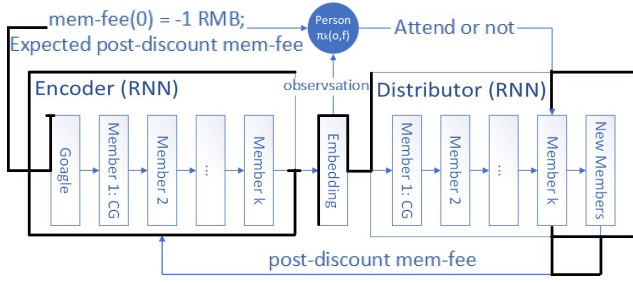 mem-fee(0) = -1 RMB;
Expected post-discount mem-fee
Person
πₖ(o,f)
Attend or not
observsation
Encoder (RNN)
Distributor (RNN)
Goagle
Member 1: CG
Member 2
...
Member k
Embedding
Member 1: CG
Member 2
...
Member k
New Members
post-discount mem-fee